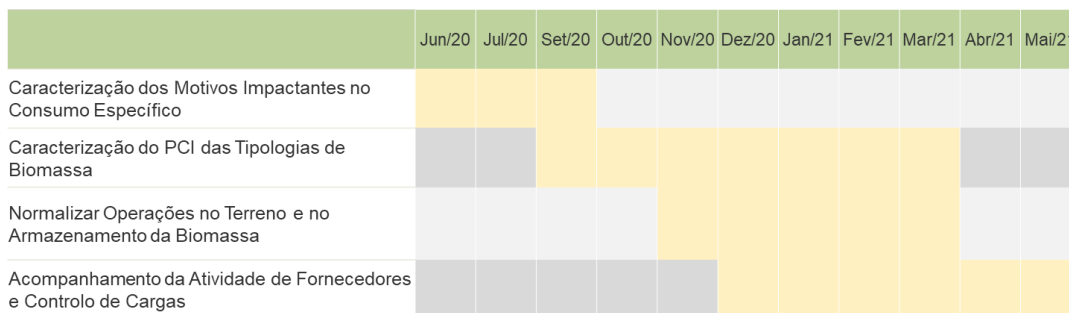 Jun/20 Jul/20 Set/20 Out/20 Nov/20 Dez/20 Jan/21 Fev/21 Mar/21 Abr/21 Mai/21
Caracterização dos Motivos Impactantes no
Consumo Específico
Caracterização do PCI das Tipologias de
Biomassa
Normalizar Operações no Terreno e no
Armazenamento da Biomassa
Acompanhamento da Atividade de Fornecedores
e Controlo de Cargas